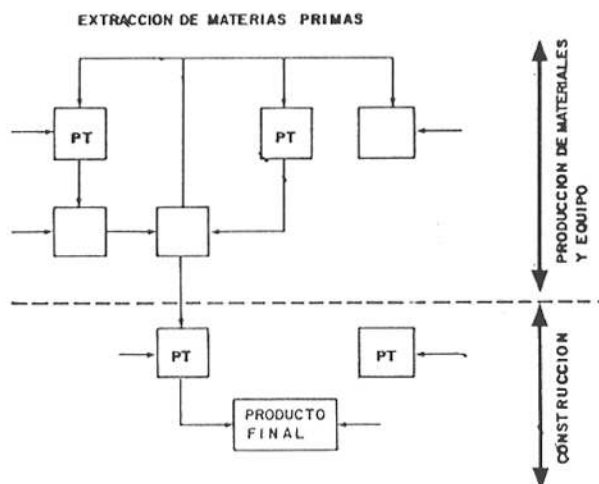 EXTRACCION DE MATERIAS PRIMAS
PT
PT
PRODUCCION DE MATERIALES
Y EQUIPO
PT
PT
PRODUCTO
FINAL
CONSTRUCCION